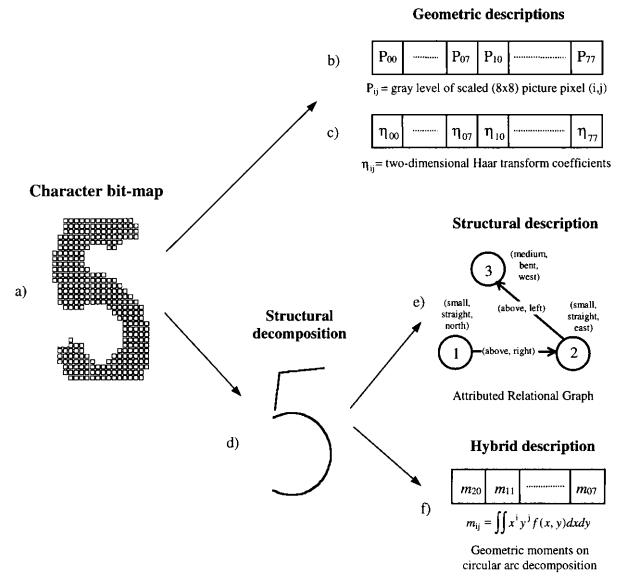 Geometric descriptions
b)
P00 ........ P07 P10 ................ P77
Pij = gray level of scaled (8x8) picture pixel (i,j)
c)
η00 ........ η07 η10 ................ η77
ηij= two-dimensional Haar transform coefficients
Character bit-map
a)
Structural description
(medium,
bent,
west)
3
e)
(small,
straight,
north)
(above, left)
(small,
straight,
east)
1
(above, right)
2
Attributed Relational Graph
Structural
decomposition
d)
Hybrid description
f)
m20 m11 ............ m07
mij = ∫∫ x^i y^j f(x, y)dxdy
Geometric moments on
circular arc decomposition